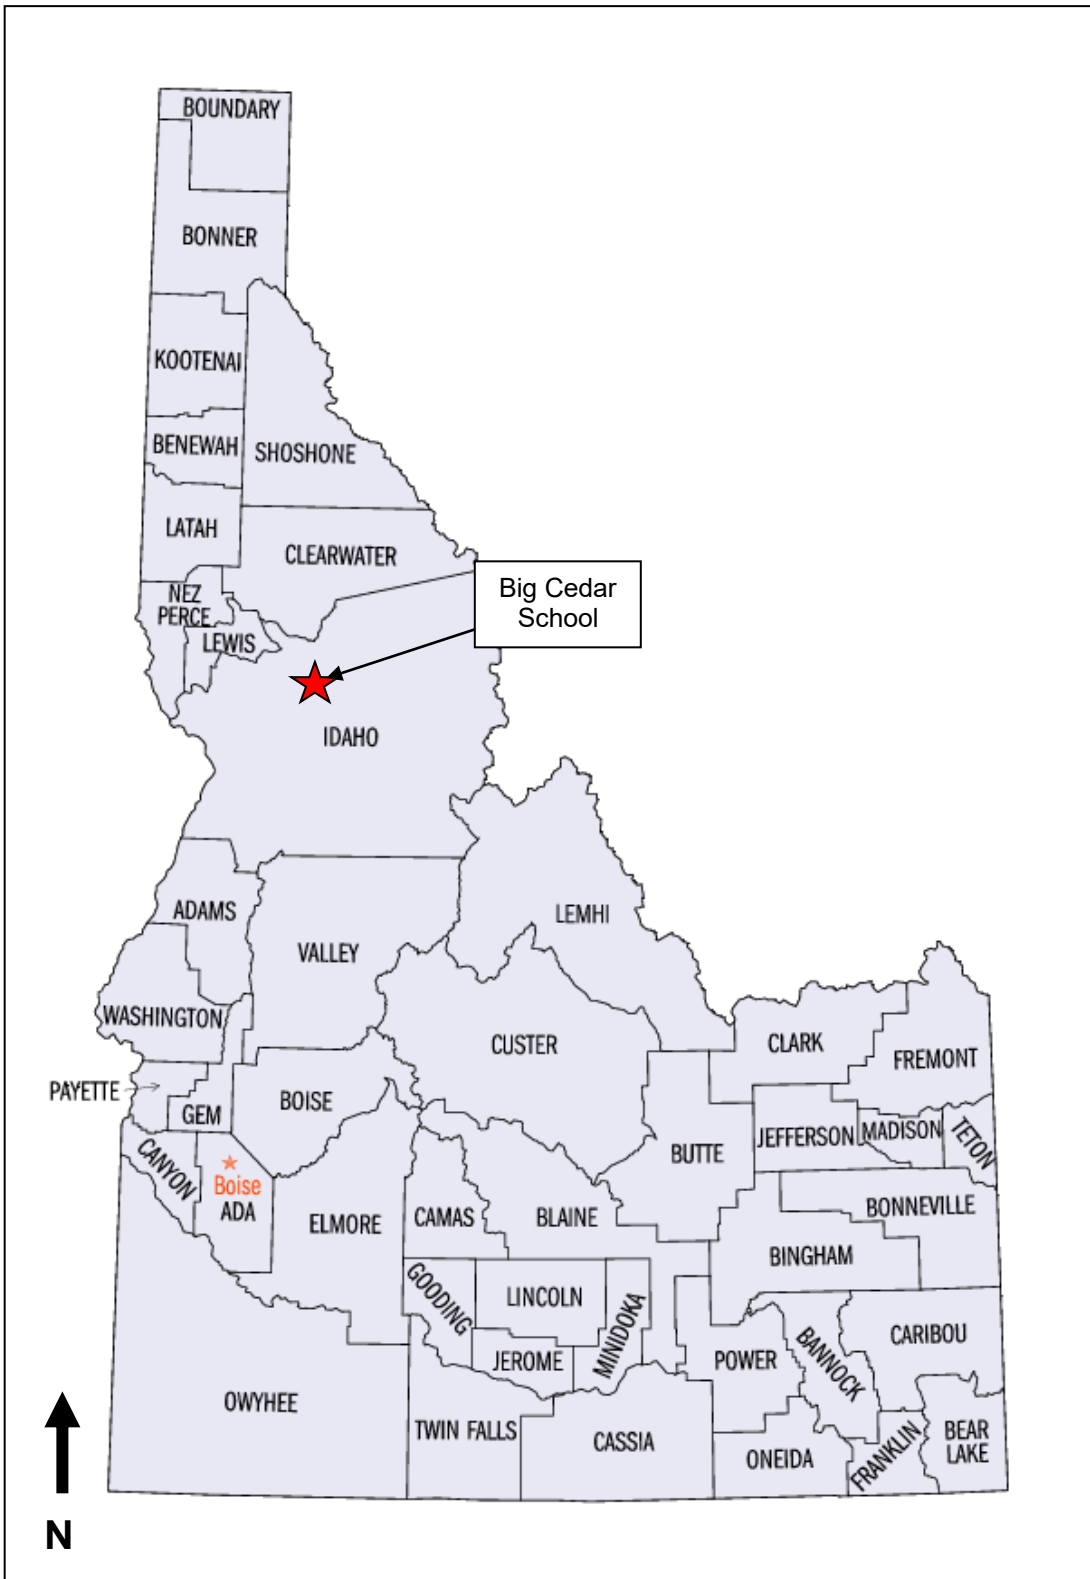 BOUNDARY
BONNER
KOOTENAI
BENEWAH
SHOSHONE
LATAH
CLEARWATER
NEZ
PERCE
LEWIS
Big Cedar
School
IDAHO
ADAMS
LEMHI
VALLEY
WASHINGTON
CUSTER
CLARK
FREMONT
PAYETTE
GEM
BOISE
JEFFERSON
MADISON
TETON
CANYON
BUTTE
Boise
ADA
ELMORE
CAMAS
BLAINE
BONNEVILLE
BINGHAM
GOODING
LINCOLN
MINIDOKA
JEROME
POWER
BANNOCK
CARIBOU
OWYHEE
TWIN FALLS
CASSIA
ONEIDA
FRANKLIN
BEAR
LAKE
N